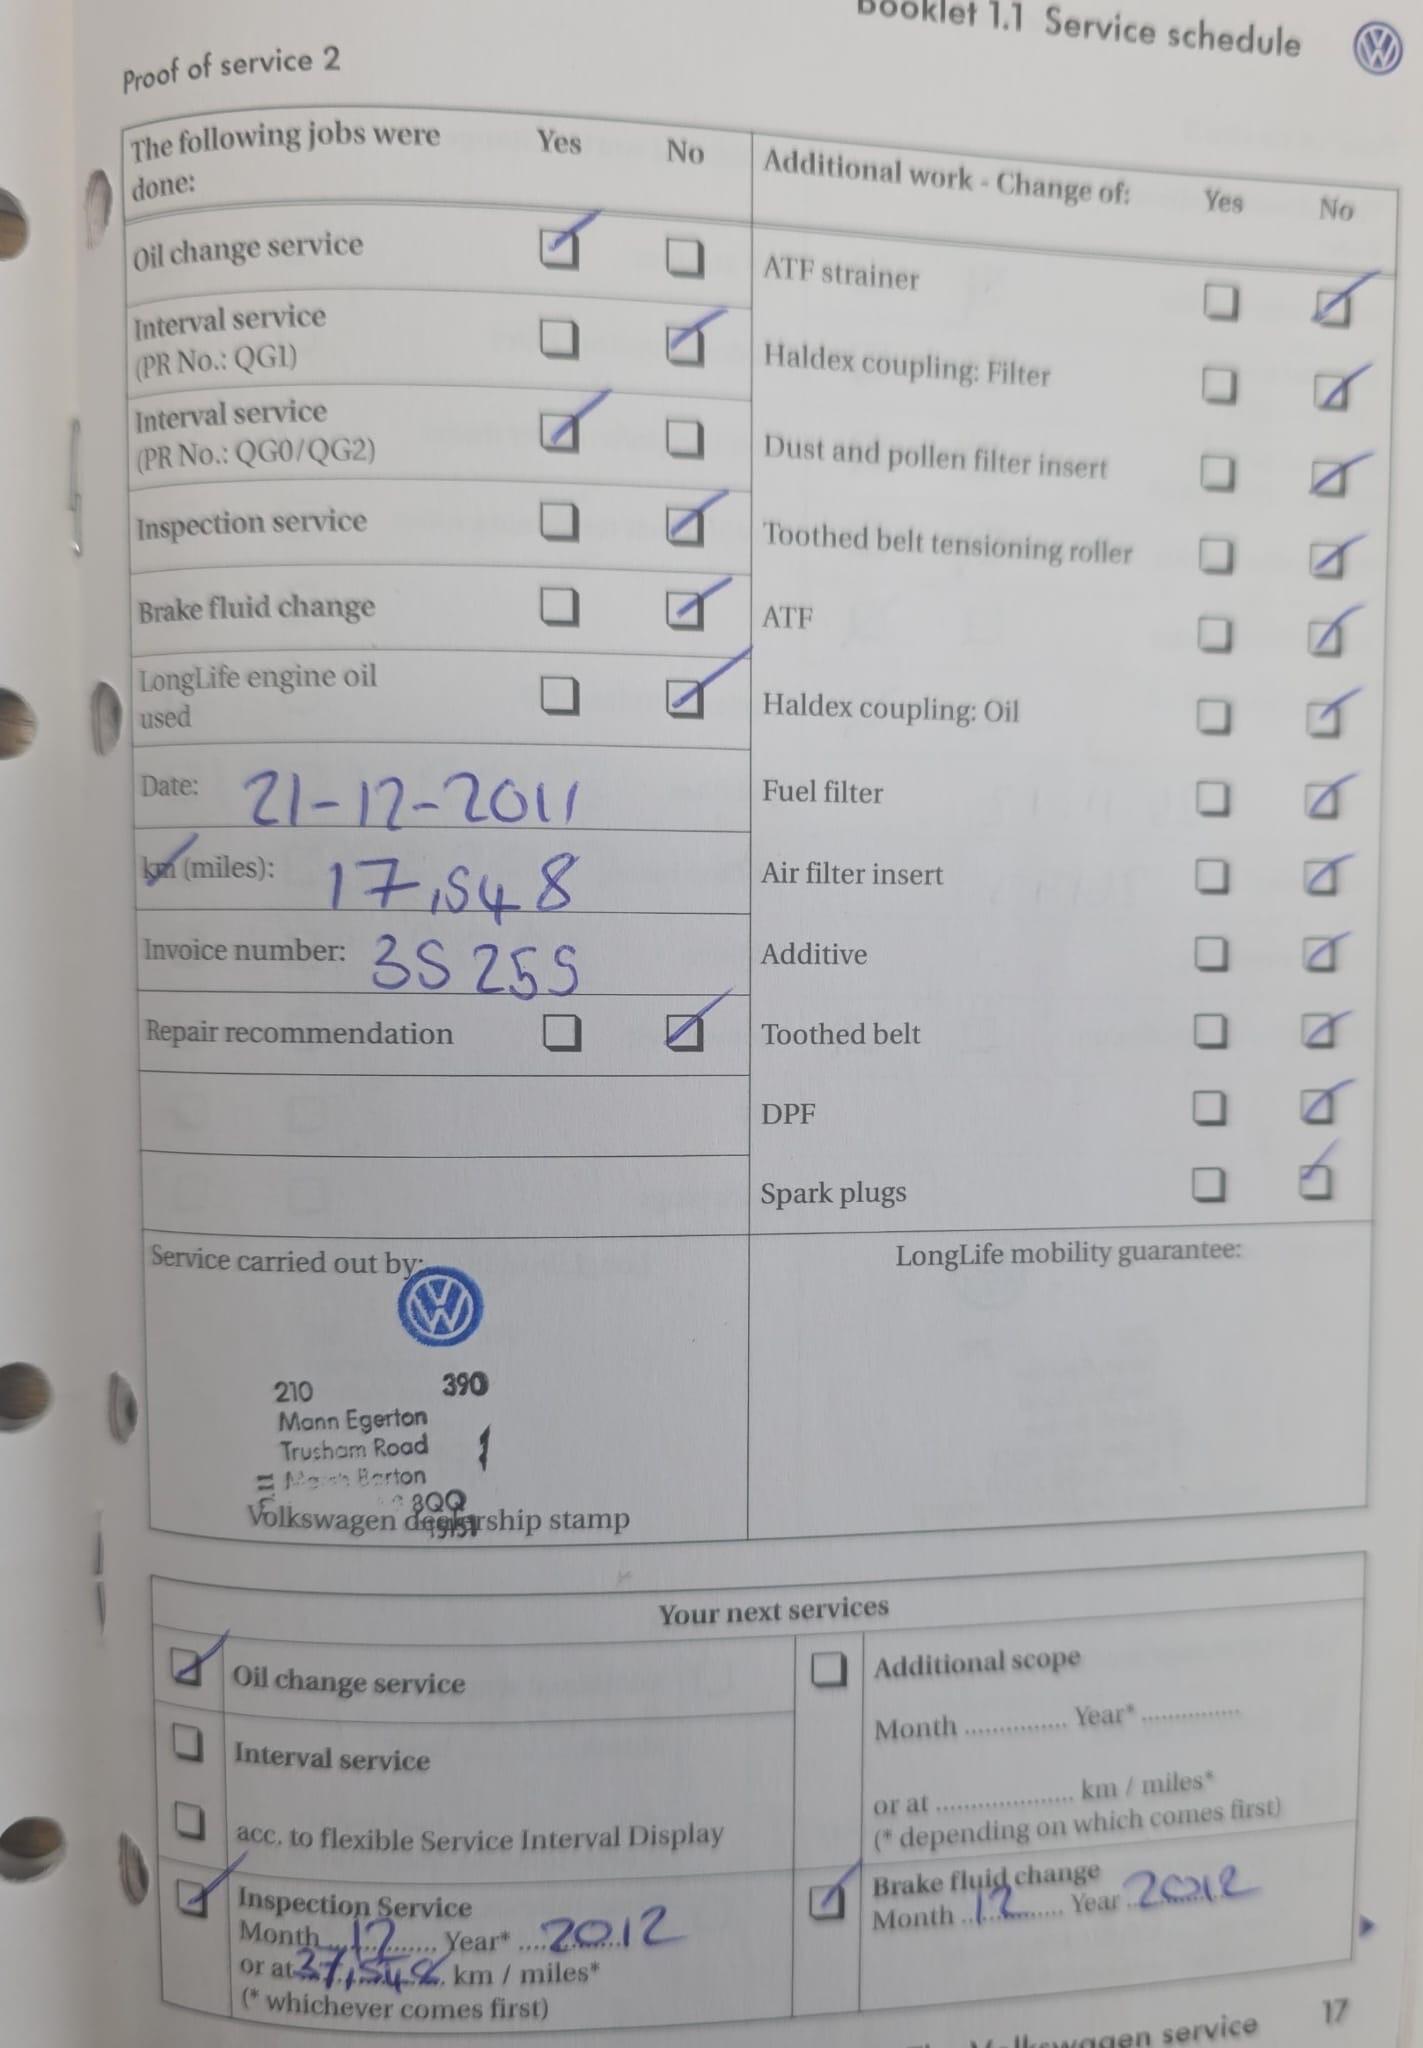 Booklet 1.1 Service schedule
Proof of service 2
The following jobs were done: Yes No
Oil change service
Interval service
(PR No.: QG1)
Interval service
(PR No.: QG0/QG2)
Inspection service
Brake fluid change
LongLife engine oil
used
Date: 21-12-2011
km (miles): 17,548
Invoice number: 35255
Repair recommendation
Additional work - Change of: Yes No
ATF strainer
Haldex coupling: Filter
Dust and pollen filter insert
Toothed belt tensioning roller
ATF
Haldex coupling: Oil
Fuel filter
Air filter insert
Additive
Toothed belt
DPF
Spark plugs
Service carried out by:
210 390
Mann Egerton
Trusham Road
Barton
8QQ
Volkswagen dealership stamp
LongLife mobility guarantee:
Your next services
Oil change service
Interval service
acc. to flexible Service Interval Display
Inspection Service
Month 12 Year* 2012
or at 37,548 km / miles*
(* whichever comes first)
Additional scope
Month ............... Year* ..............
or at .................... km / miles*
(* depending on which comes first)
Brake fluid change
Month 12 Year 2012
Volkswagen service 17